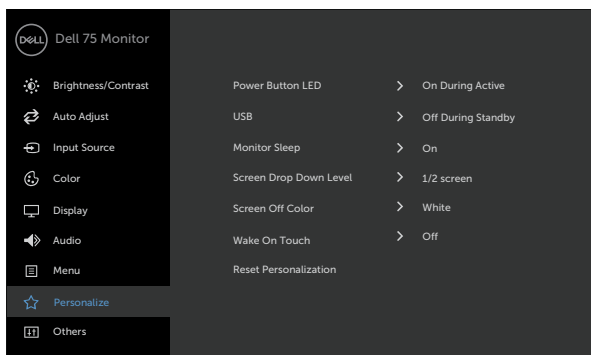 DELL Dell 75 Monitor
Brightness/Contrast
Auto Adjust
Input Source
Color
Display
Audio
Menu
Personalize
Others
Power Button LED > On During Active
USB > Off During Standby
Monitor Sleep > On
Screen Drop Down Level > 1/2 screen
Screen Off Color > White
Wake On Touch > Off
Reset Personalization